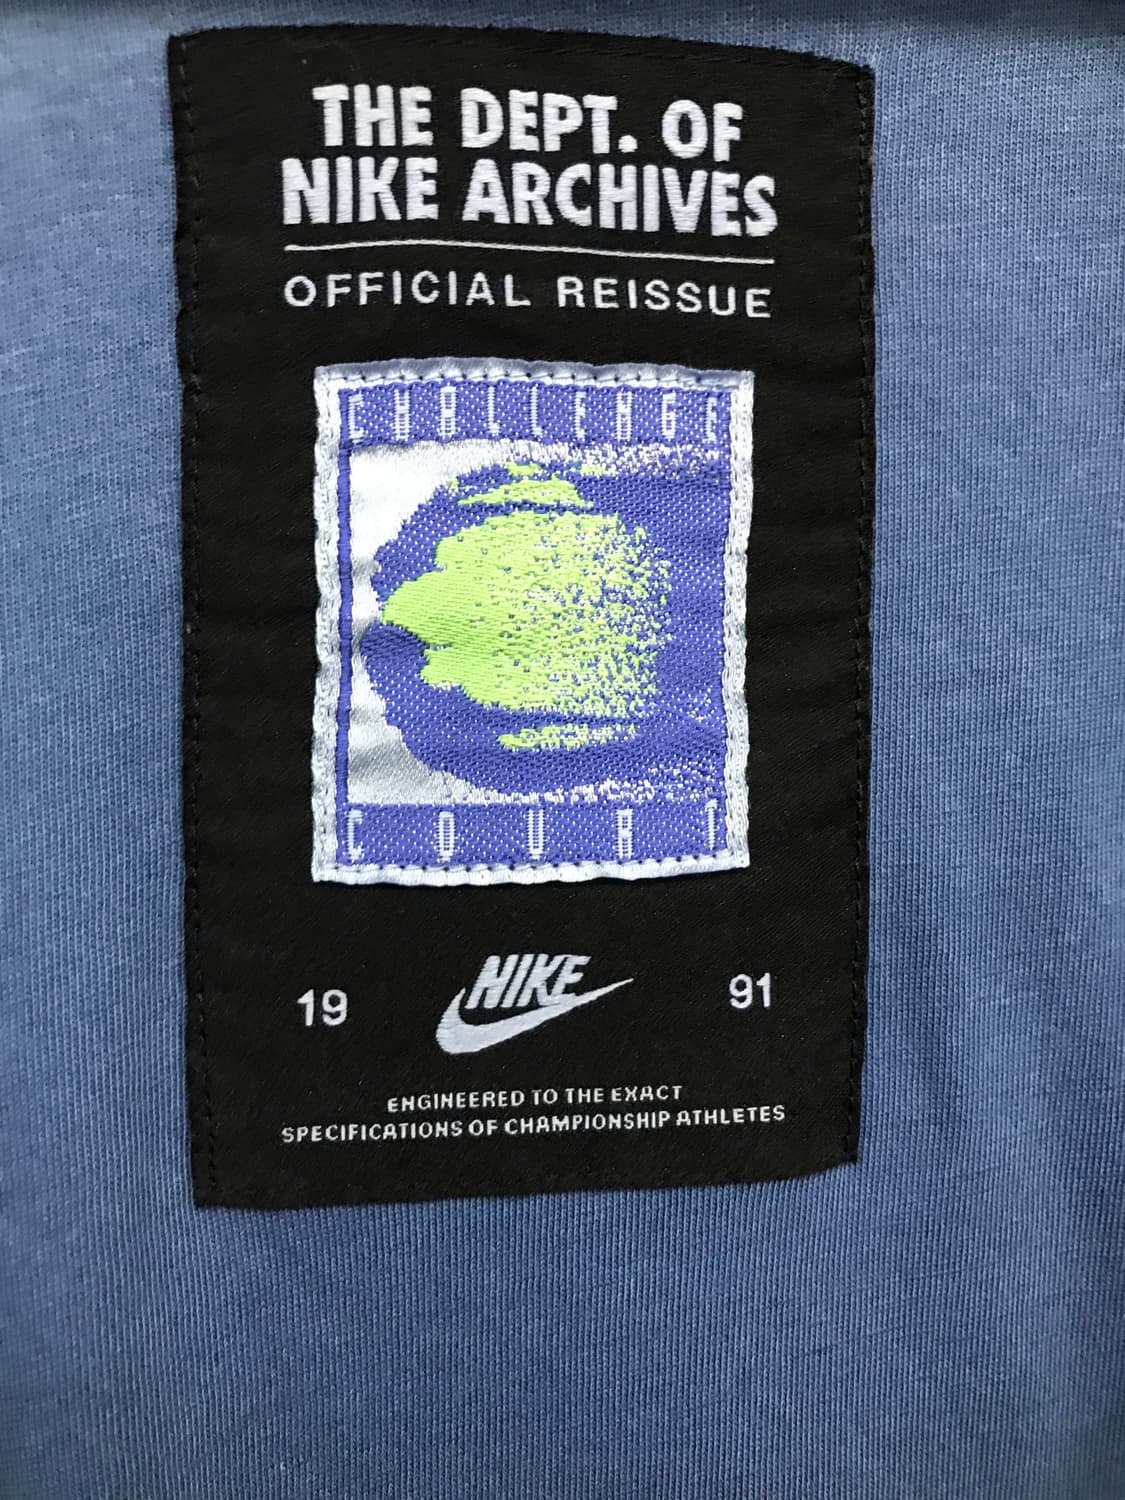 THE DEPT. OF
NIKE ARCHIVES
OFFICIAL REISSUE
CHALLENGE
COURT
19 NIKE 91
ENGINEERED TO THE EXACT
SPECIFICATIONS OF CHAMPIONSHIP ATHLETES